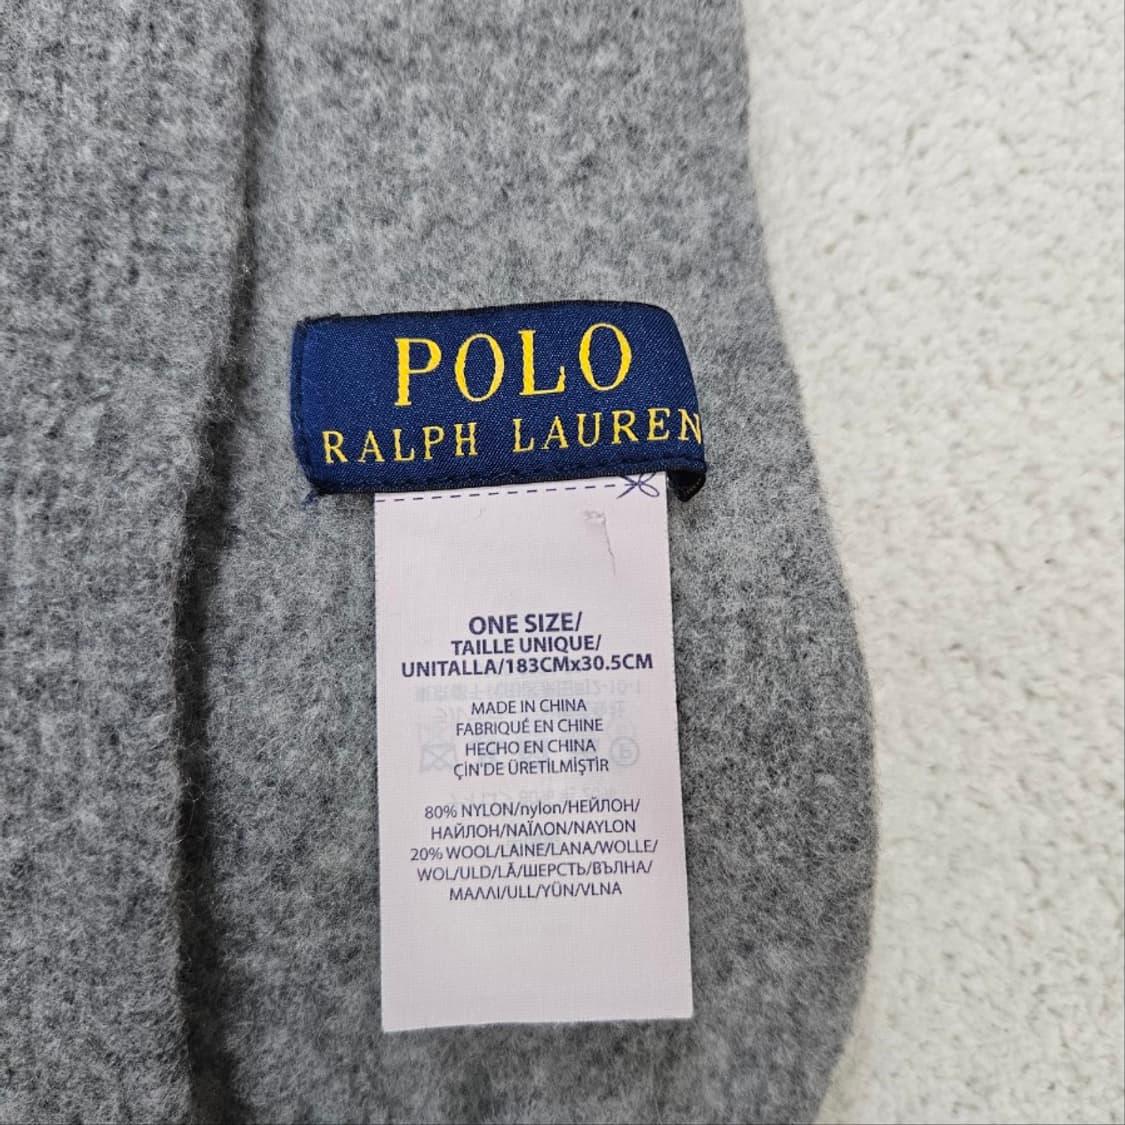 POLO
RALPH LAUREN
ONE SIZE/
TAILLE UNIQUE/
UNITALLA/183CMx30.5CM
MADE IN CHINA
FABRIQUÉ EN CHINE
HECHO EN CHINA
ÇİN'DE ÜRETİLMİŞTİR
80% NYLON/nylon/НЕЙЛОН/
НАЙЛОН/ΝΑΪΛΟΝ/NAYLON
20% WOOL/LAINE/LANA/WOLLE/
WOL/ULD/LÃ/ШЕРСТЬ/ВЪЛНА/
ΜΑΛΛΙ/ULL/YÜN/VLNA